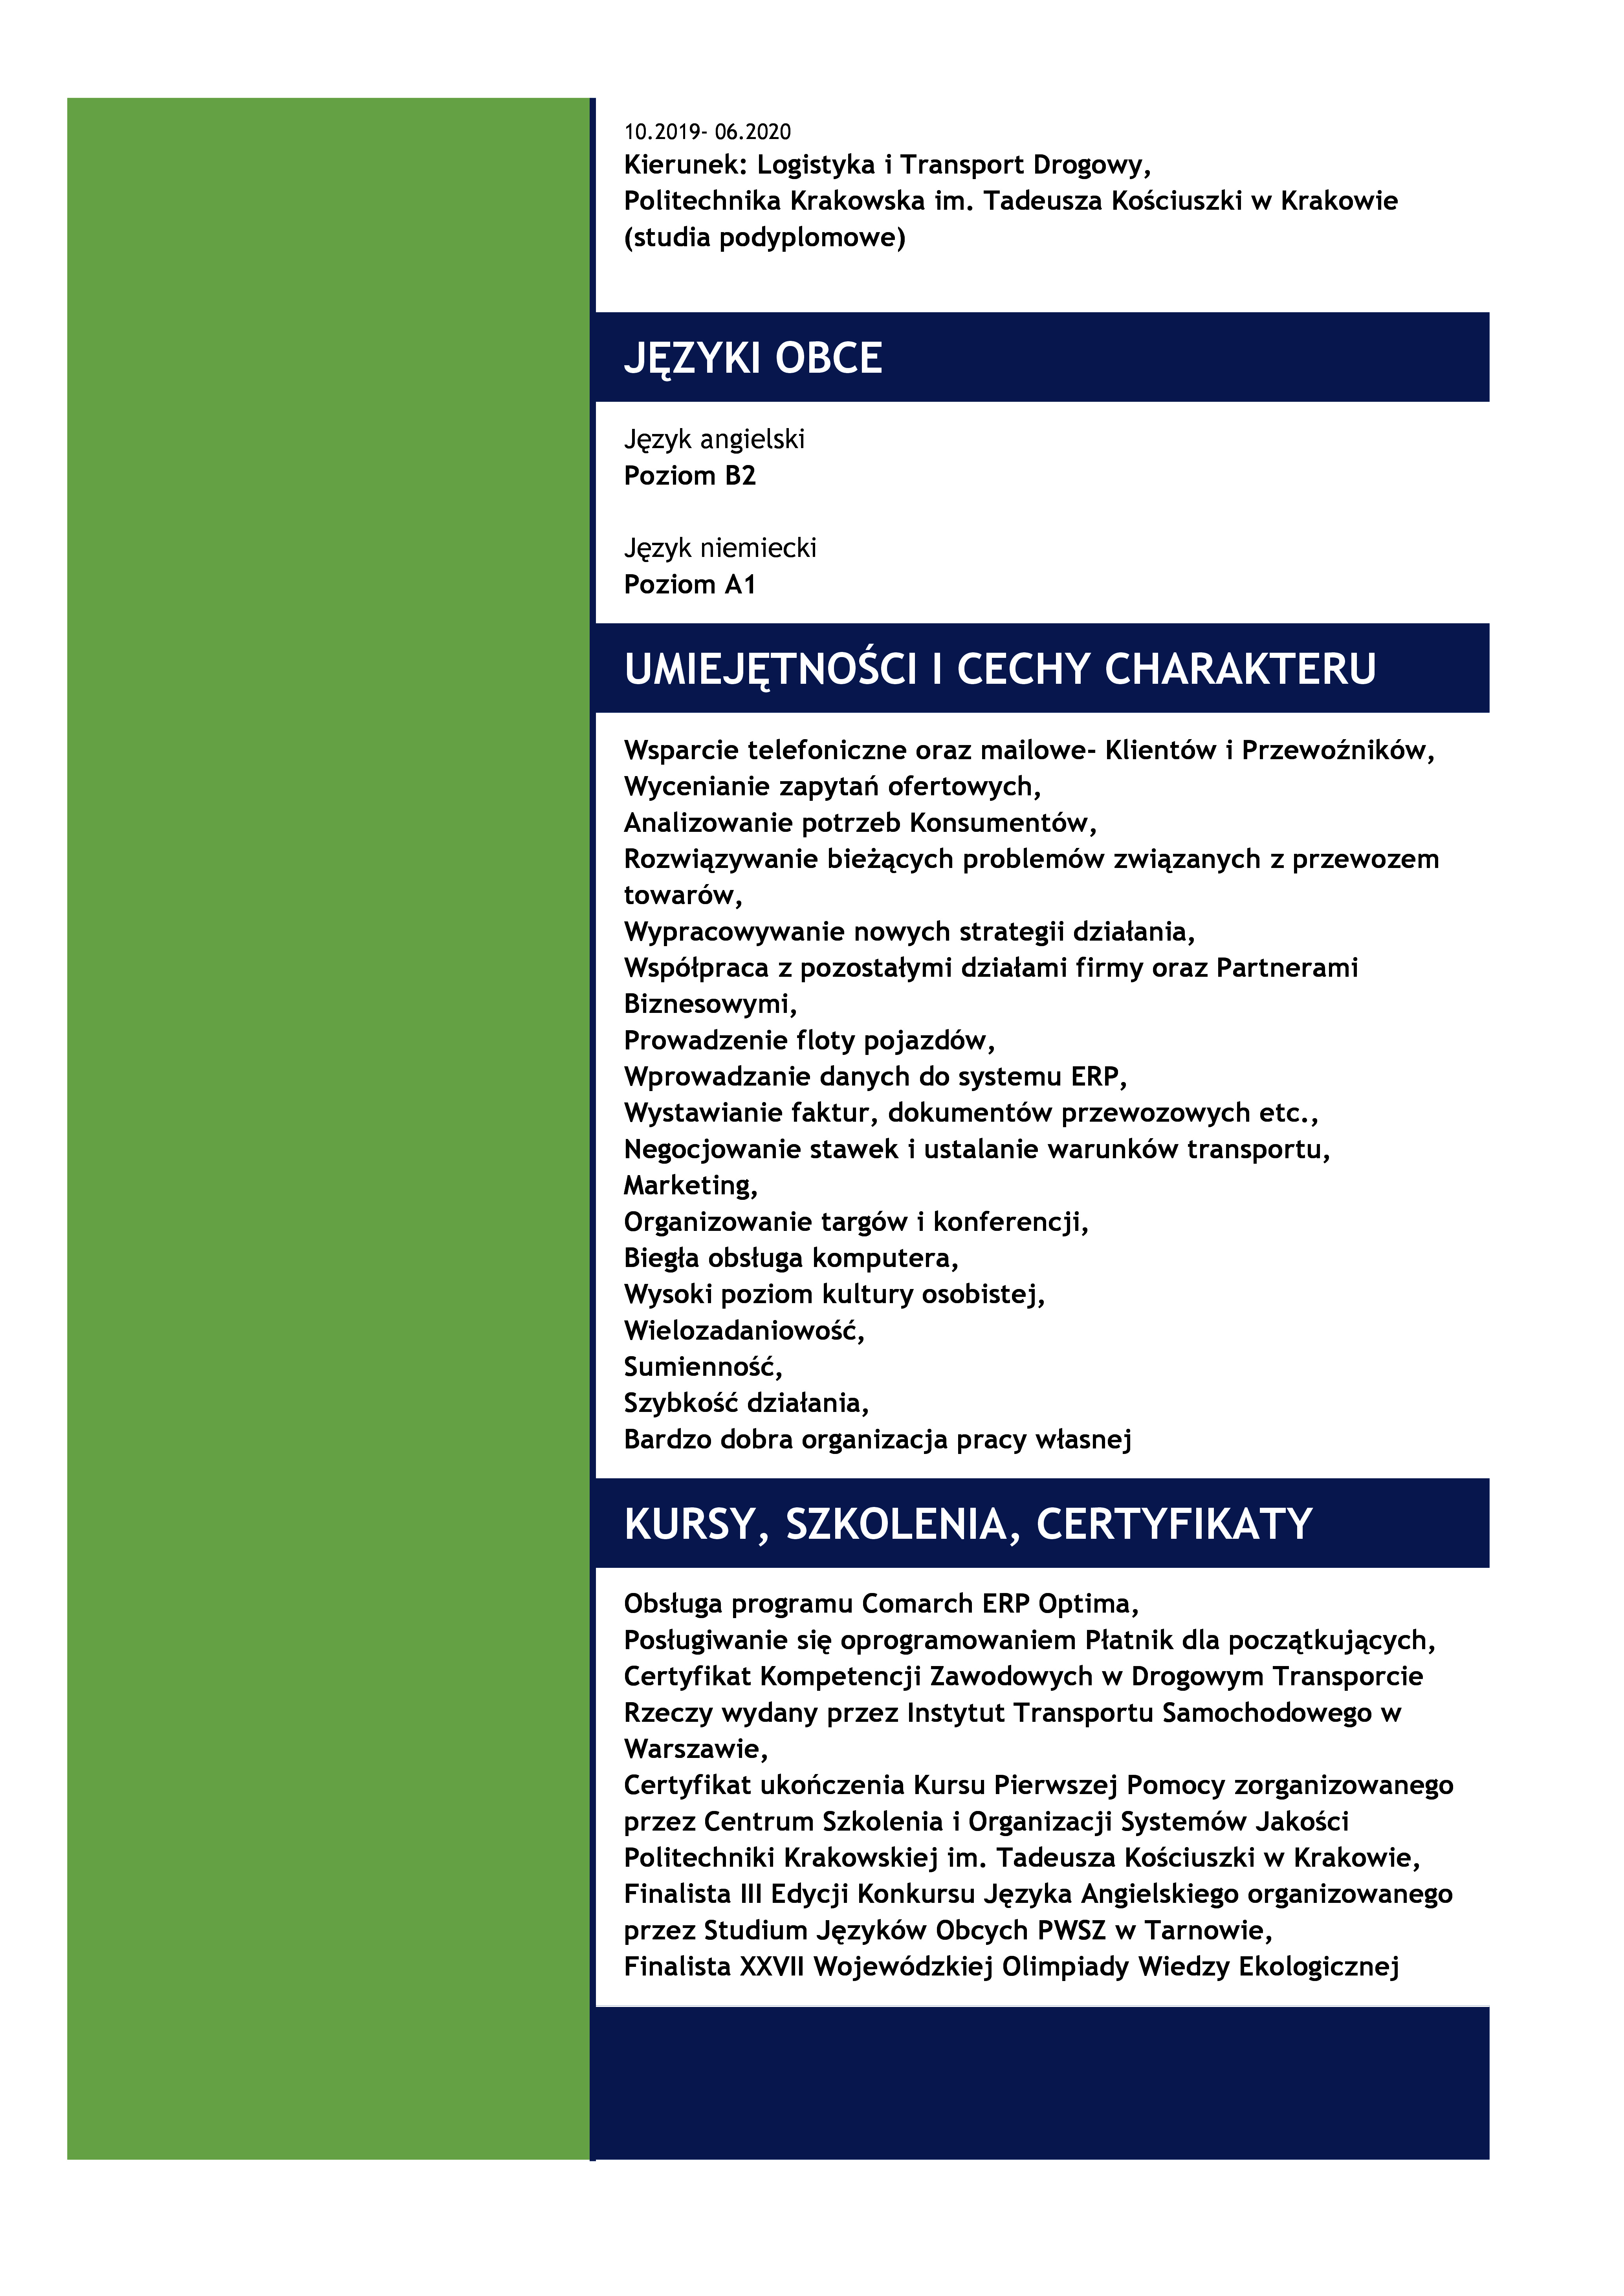 10.2019- 06.2020
Kierunek: Logistyka i Transport Drogowy,
Politechnika Krakowska im. Tadeusza Kościuszki w Krakowie
(studia podyplomowe)
JĘZYKI OBCE
Język angielski
Poziom B2
Język niemiecki
Poziom A1
UMIEJĘTNOŚCI I CECHY CHARAKTERU
Wsparcie telefoniczne oraz mailowe- Klientów i Przewoźników,
Wycenianie zapytań ofertowych,
Analizowanie potrzeb Konsumentów,
Rozwiązywanie bieżących problemów związanych z przewozem
towarów,
Wypracowywanie nowych strategii działania,
Współpraca z pozostałymi działami firmy oraz Partnerami
Biznesowymi,
Prowadzenie floty pojazdów,
Wprowadzanie danych do systemu ERP,
Wystawianie faktur, dokumentów przewozowych etc.,
Negocjowanie stawek i ustalanie warunków transportu,
Marketing,
Organizowanie targów i konferencji,
Biegła obsługa komputera,
Wysoki poziom kultury osobistej,
Wielozadaniowość,
Sumienność,
Szybkość działania,
Bardzo dobra organizacja pracy własnej
KURSY, SZKOLENIA, CERTYFIKATY
Obsługa programu Comarch ERP Optima,
Posługiwanie się oprogramowaniem Płatnik dla początkujących,
Certyfikat Kompetencji Zawodowych w Drogowym Transporcie
Rzeczy wydany przez Instytut Transportu Samochodowego w
Warszawie,
Certyfikat ukończenia Kursu Pierwszej Pomocy zorganizowanego
przez Centrum Szkolenia i Organizacji Systemów Jakości
Politechniki Krakowskiej im. Tadeusza Kościuszki w Krakowie,
Finalista III Edycji Konkursu Języka Angielskiego organizowanego
przez Studium Języków Obcych PWSZ w Tarnowie,
Finalista XXVII Wojewódzkiej Olimpiady Wiedzy Ekologicznej